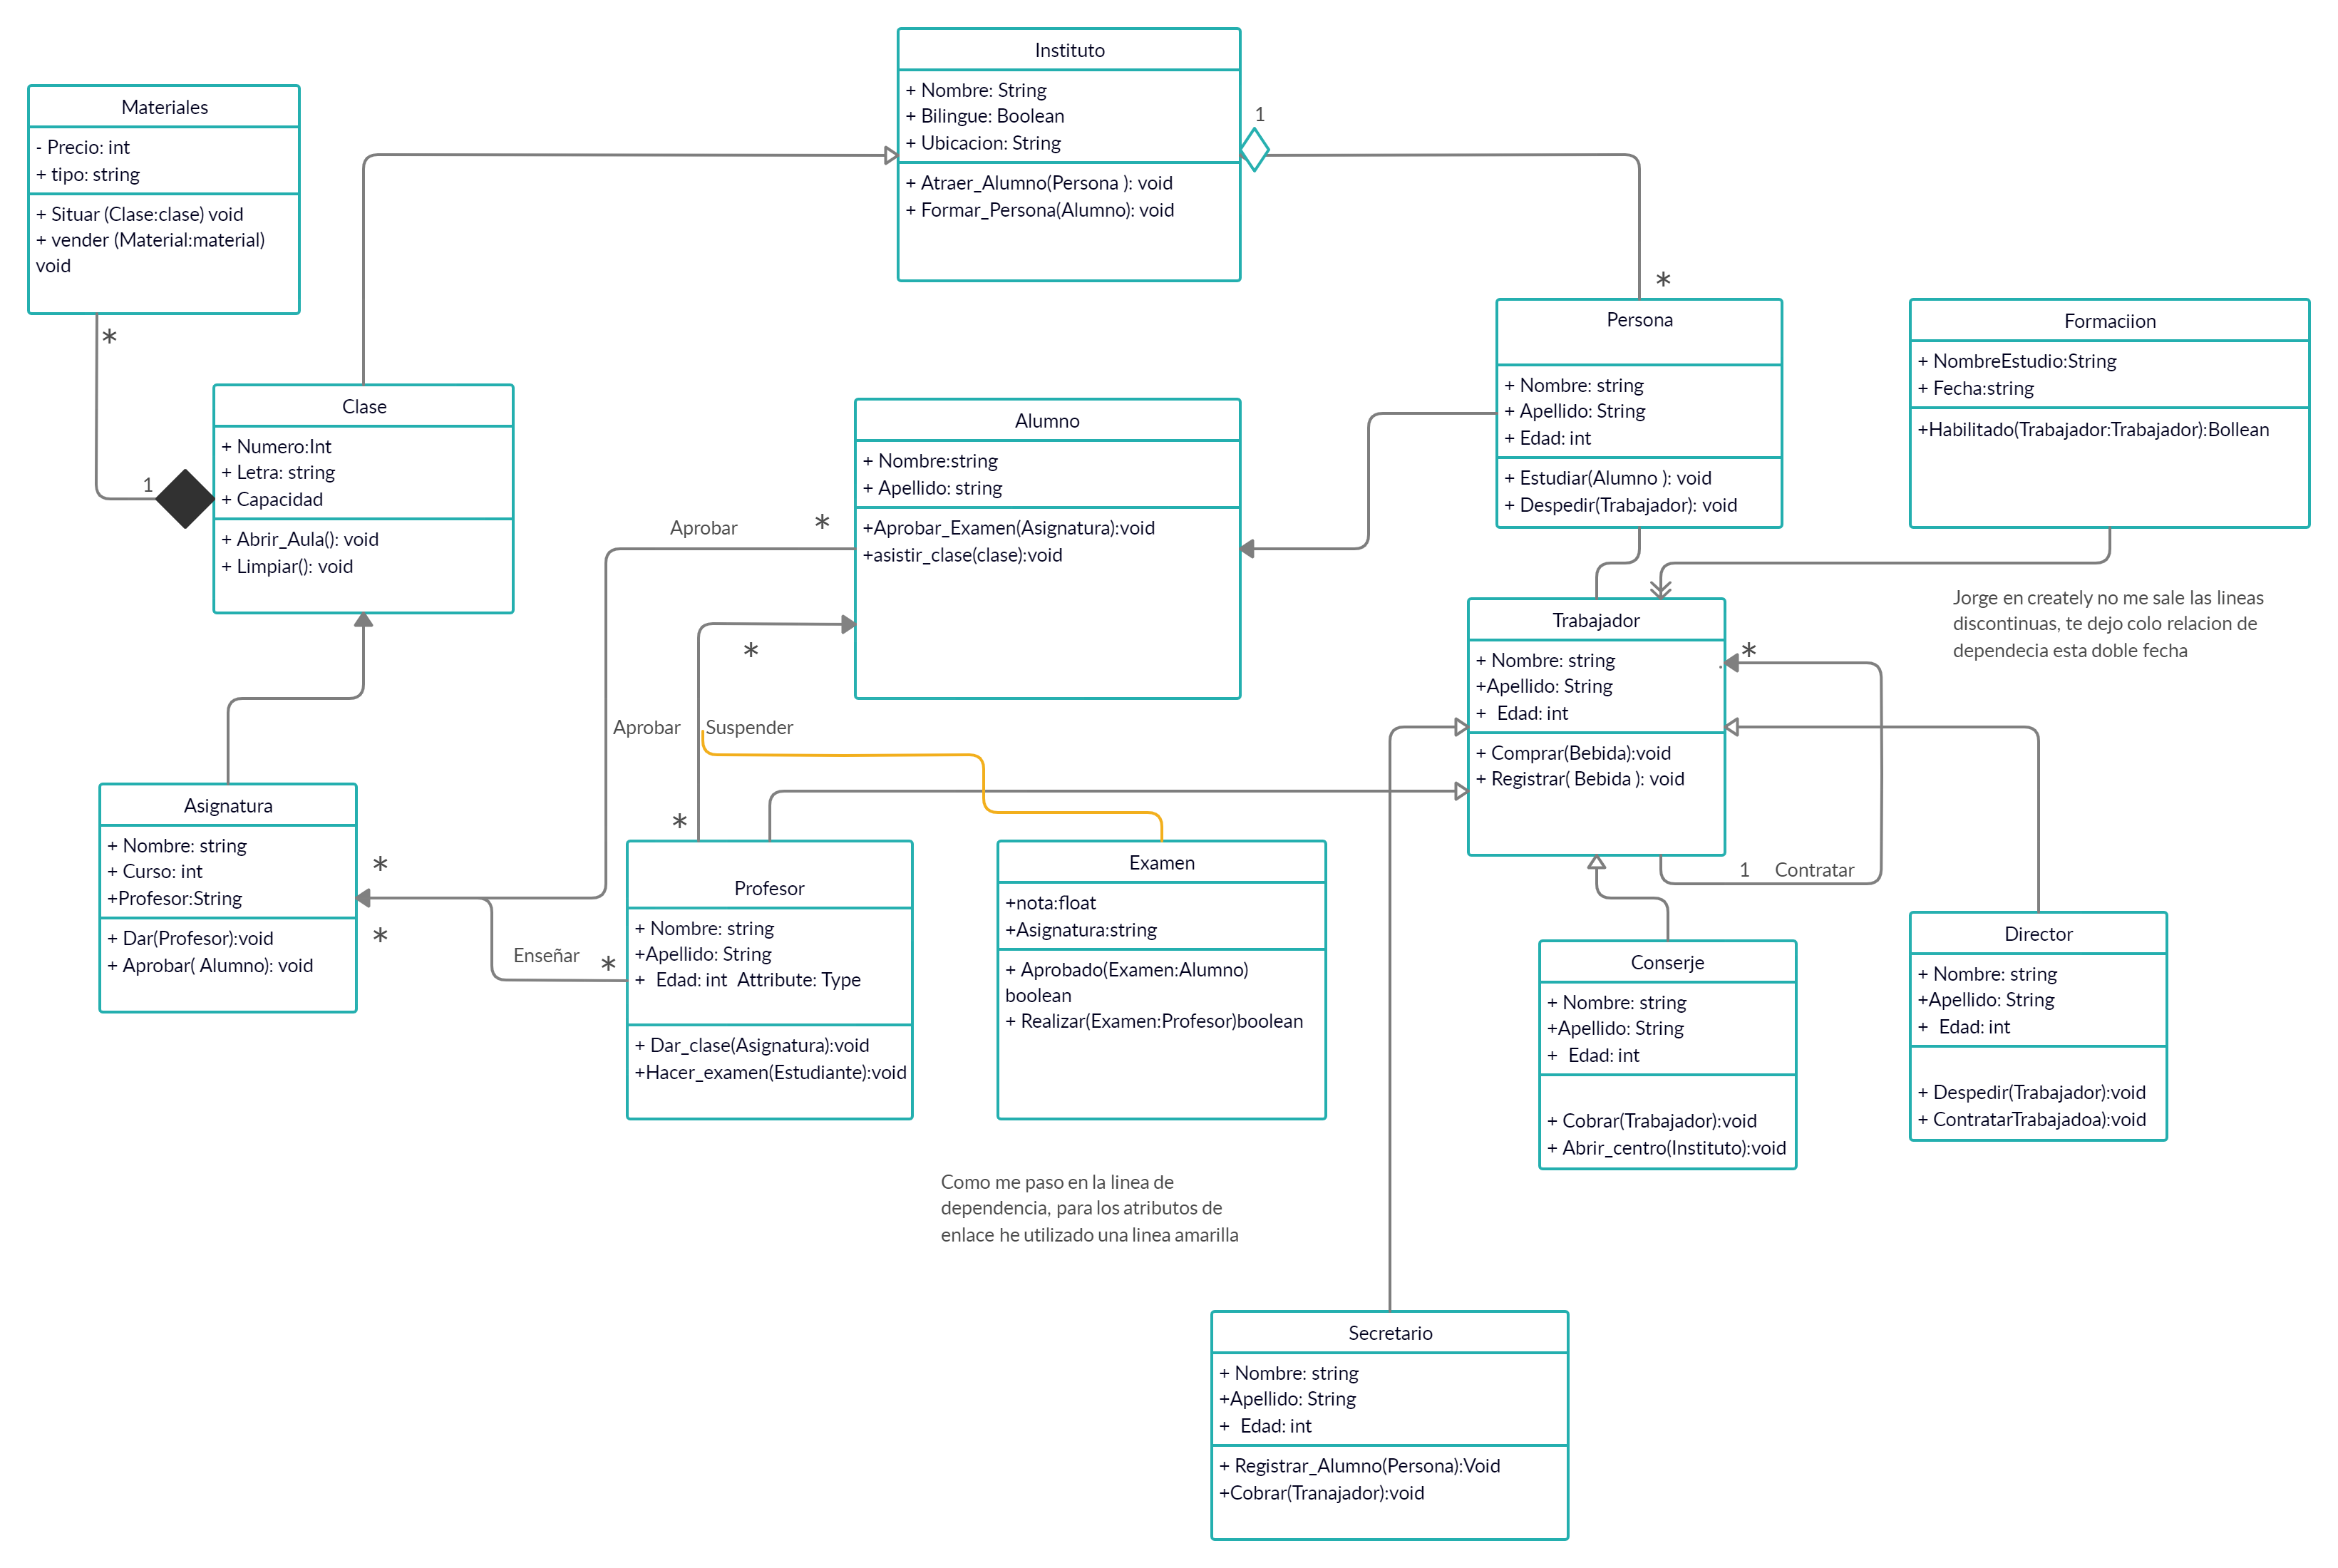 Instituto
+ Nombre: String
+ Bilingue: Boolean
+ Ubicacion: String
+ Atraer_Alumno(Persona ): void
+ Formar_Persona(Alumno): void
1
*
Materiales
- Precio: int
+ tipo: string
+ Situar (Clase:clase) void
+ vender (Material:material)
void
*
1
Clase
+ Numero:Int
+ Letra: string
+ Capacidad
+ Abrir_Aula(): void
+ Limpiar(): void
Alumno
+ Nombre:string
+ Apellido: string
+Aprobar_Examen(Asignatura):void
+asistir_clase(clase):void
Persona
+ Nombre: string
+ Apellido: String
+ Edad: int
+ Estudiar(Alumno ): void
+ Despedir(Trabajador): void
Formaciion
+ NombreEstudio:String
+ Fecha:string
+Habilitado(Trabajador:Trabajador):Bollean
Jorge en creately no me sale las lineas
discontinuas, te dejo colo relacion de
dependecia esta doble fecha
Aprobar
*
*
Aprobar
Suspender
*
Trabajador
+ Nombre: string
+Apellido: String
+ Edad: int
+ Comprar(Bebida):void
+ Registrar( Bebida ): void
*
1
Contratar
Asignatura
+ Nombre: string
+ Curso: int
+Profesor:String
+ Dar(Profesor):void
+ Aprobar( Alumno): void
*
*
Enseñar
*
Profesor
+ Nombre: string
+Apellido: String
+ Edad: int Attribute: Type
+ Dar_clase(Asignatura):void
+Hacer_examen(Estudiante):void
Examen
+nota:float
+Asignatura:string
+ Aprobado(Examen:Alumno)
boolean
+ Realizar(Examen:Profesor)boolean
Conserje
+ Nombre: string
+Apellido: String
+ Edad: int
+ Cobrar(Trabajador):void
+ Abrir_centro(Instituto):void
Director
+ Nombre: string
+Apellido: String
+ Edad: int
+ Despedir(Trabajador):void
+ ContratarTrabajadoa):void
Como me paso en la linea de
dependencia, para los atributos de
enlace he utilizado una linea amarilla
Secretario
+ Nombre: string
+Apellido: String
+ Edad: int
+ Registrar_Alumno(Persona):Void
+Cobrar(Tranajador):void